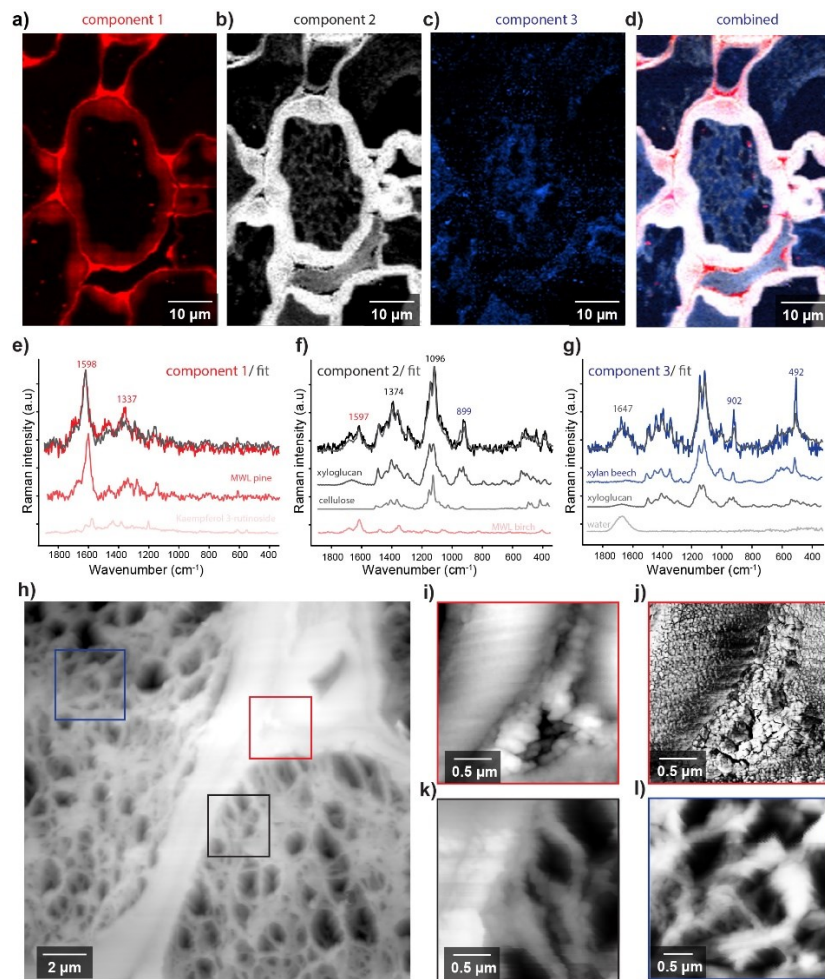 a) component 1
b) component 2
c) component 3
d) combined
10 µm
10 µm
10 µm
10 µm
e)
component 1/ fit
1598
1337
MWL pine
Kaempferol 3-rutinoside
Raman intensity (a.u)
1800 1600 1400 1200 1000 800 600 400
Wavenumber (cm-1)
f)
component 2/ fit
1096
1374
1597
899
xyloglucan
cellulose
MWL birch
Raman intensity (a.u)
1800 1600 1400 1200 1000 800 600 400
Wavenumber (cm-1)
g)
component 3/ fit
492
1647
902
xylan beech
xyloglucan
water
Raman intensity (a.u)
1800 1600 1400 1200 1000 800 600 400
Wavenumber (cm-1)
h)
2 µm
i)
0.5 µm
j)
0.5 µm
k)
0.5 µm
l)
0.5 µm